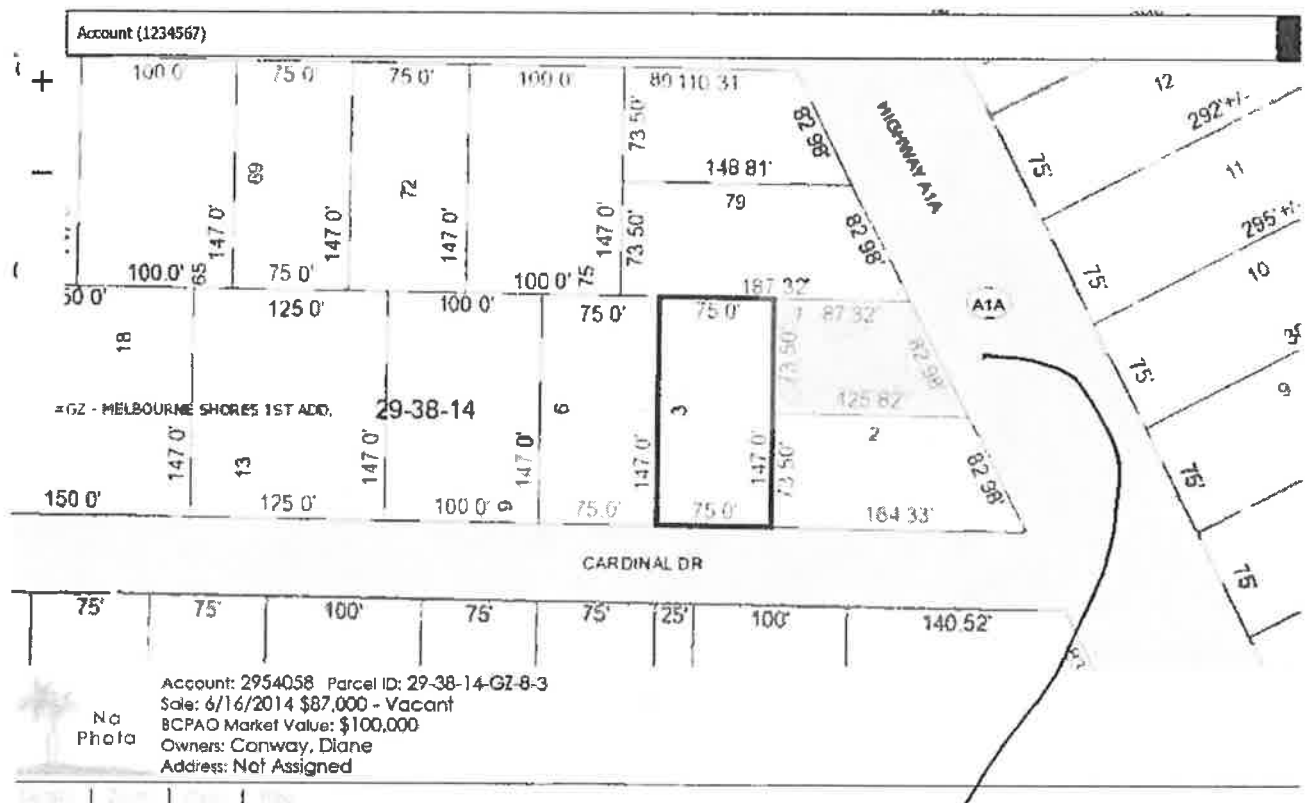 Account (1234567)
+
100 0' 75 0' 75 0' 100 0' 89 110 31
12
292'+/-
82 98'
HIGHWAY A1A
73 50'
75'
11
69
72
148 81'
295'+/-
147 0' 147 0' 147 0' 147 0' 73 50'
79
82 98'
75'
10
100.0' 65 75 0' 100 0' 75
187 32'
A1A
50 0' 125 0' 100 0' 75 0' 75 0' 1 87 32'
75'
9
18
73 50'
82 98'
=GZ - MELBOURNE SHORES 1ST ADD,
29-38-14
6
3
125 82'
2
75'
147 0' 13 147 0' 147 0' 147 0' 147 0' 73 50'
82 98'
150 0' 125 0' 100 0' 9 75 0' 75 0' 184 33'
CARDINAL DR
75'
75' 75' 100' 75' 75' 25' 100' 140.52'
Account: 2954058 Parcel ID: 29-38-14-GZ-8-3
Sale: 6/16/2014 $87,000 - Vacant
No
Photo
BCPAO Market Value: $100,000
Owners: Conway, Diane
Address: Not Assigned